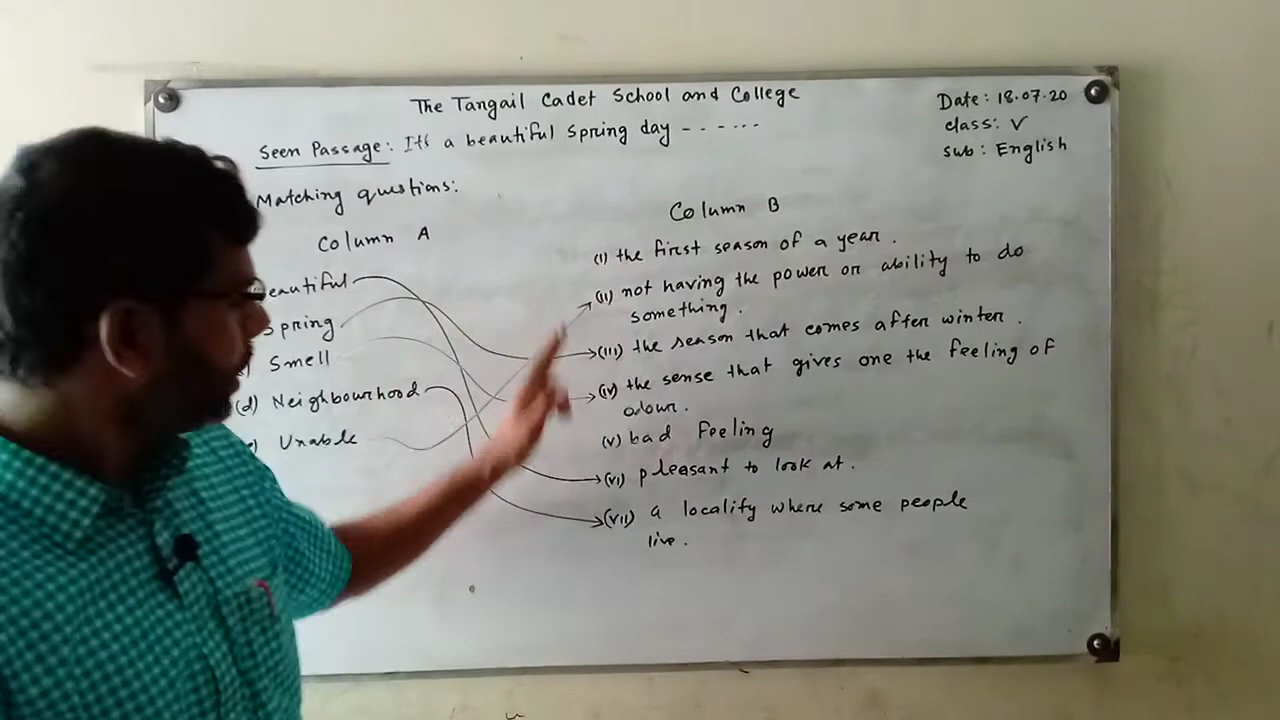 The Tangail Cadet School and College
Date: 18.07.20
class: V
Sub: English
Seen Passage: It's a beautiful Spring day - - - - - -
Matching questions:
Column A
eautiful
Spring
Smell
(d) Neighbourhood
Unable
Column B
(i) the first season of a year.
(ii) not having the power or ability to do
something.
(iii) the season that comes after winter.
(iv) the sense that gives one the feeling of
odour.
(v) bad Feeling
(vi) pleasant to look at.
(vii) a locality where some people
live.